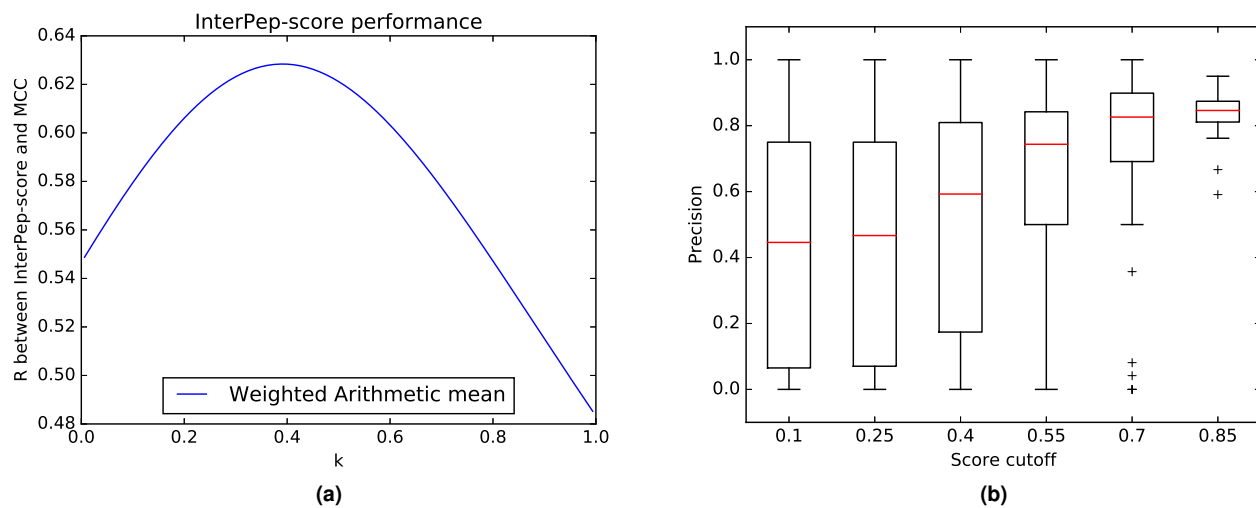 InterPep-score performance
R between InterPep-score and MCC
0.64
0.62
0.60
0.58
0.56
0.54
0.52
0.50
0.48
Weighted Arithmetic mean
0.0 0.2 0.4 0.6 0.8 1.0
k
(a)
Precision
1.0
0.8
0.6
0.4
0.2
0.0
0.1 0.25 0.4 0.55 0.7 0.85
Score cutoff
(b)